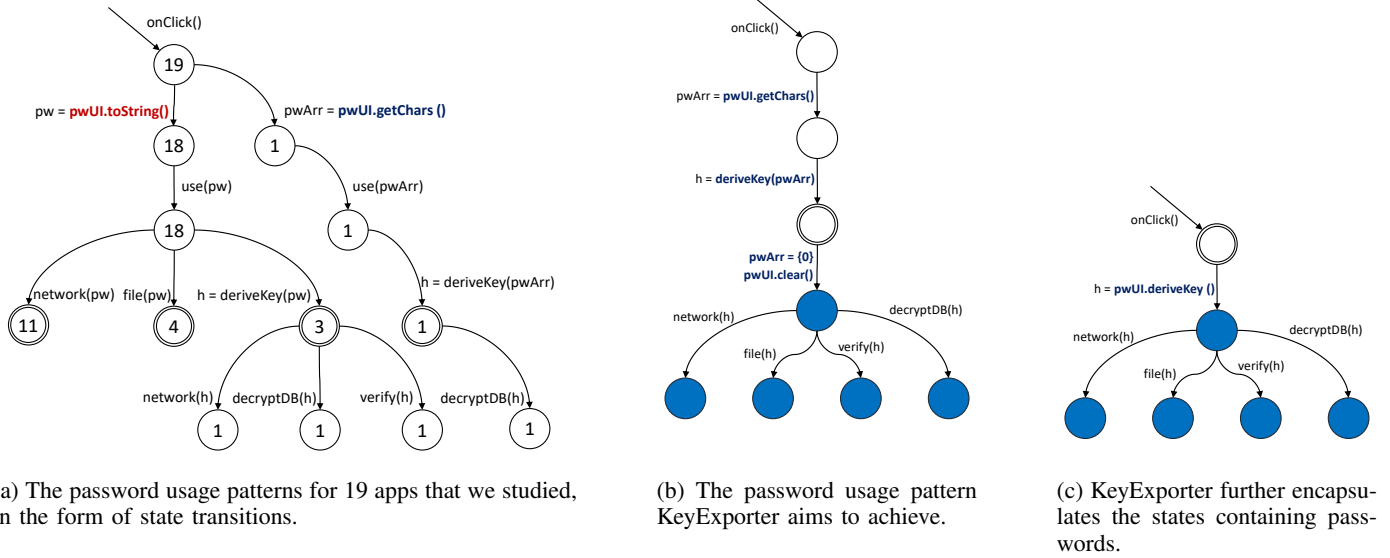 onClick()
19
pw = pwUI.toString()
pwArr = pwUI.getChars ()
18
1
use(pw)
use(pwArr)
18
1
network(pw)
file(pw)
h = deriveKey(pw)
h = deriveKey(pwArr)
11
4
3
1
network(h)
decryptDB(h)
verify(h)
decryptDB(h)
1
1
1
1
a) The password usage patterns for 19 apps that we studied,
n the form of state transitions.
onClick()
pwArr = pwUI.getChars()
h = deriveKey(pwArr)
pwArr = {0}
pwUI.clear()
network(h)
decryptDB(h)
file(h)
verify(h)
(b) The password usage pattern
KeyExporter aims to achieve.
onClick()
h = pwUI.deriveKey ()
network(h)
decryptDB(h)
file(h)
verify(h)
(c) KeyExporter further encapsu-
lates the states containing pass-
words.